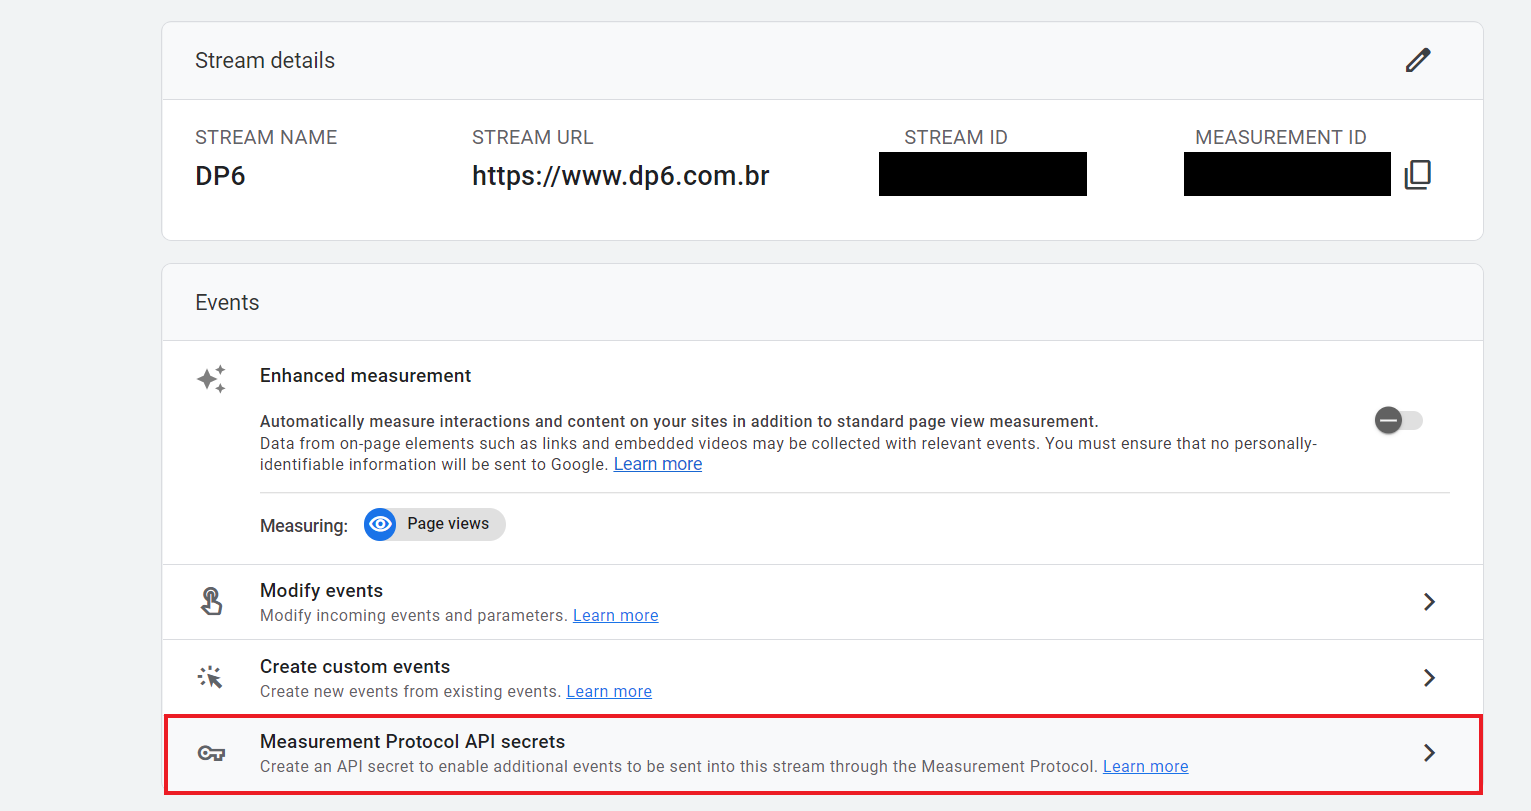 Stream details
STREAM NAME
STREAM URL
STREAM ID
MEASUREMENT ID
DP6
https://www.dp6.com.br
Events
Enhanced measurement
Automatically measure interactions and content on your sites in addition to standard page view measurement.
Data from on-page elements such as links and embedded videos may be collected with relevant events. You must ensure that no personally-
identifiable information will be sent to Google. Learn more
Measuring: Page views
Modify events
Modify incoming events and parameters. Learn more
Create custom events
Create new events from existing events. Learn more
Measurement Protocol API secrets
Create an API secret to enable additional events to be sent into this stream through the Measurement Protocol. Learn more